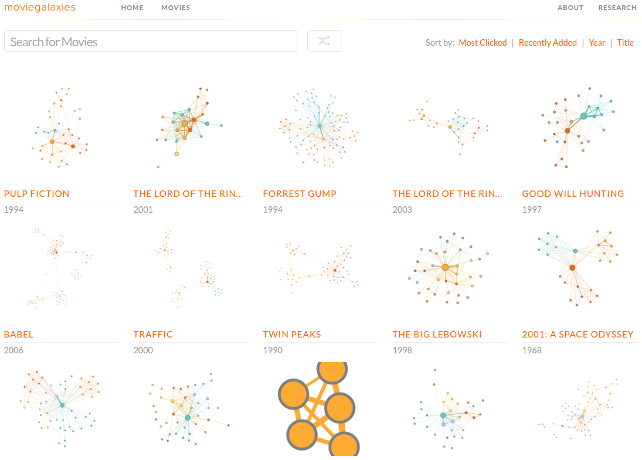 moviegalaxies HOME MOVIES ABOUT RESEARCH
Search for Movies Sort by: Most Clicked | Recently Added | Year | Title
PULP FICTION THE LORD OF THE RIN... FORREST GUMP THE LORD OF THE RIN... GOOD WILL HUNTING
1994 2001 1994 2003 1997
BABEL TRAFFIC TWIN PEAKS THE BIG LEBOWSKI 2001: A SPACE ODYSSEY
2006 2000 1990 1998 1968